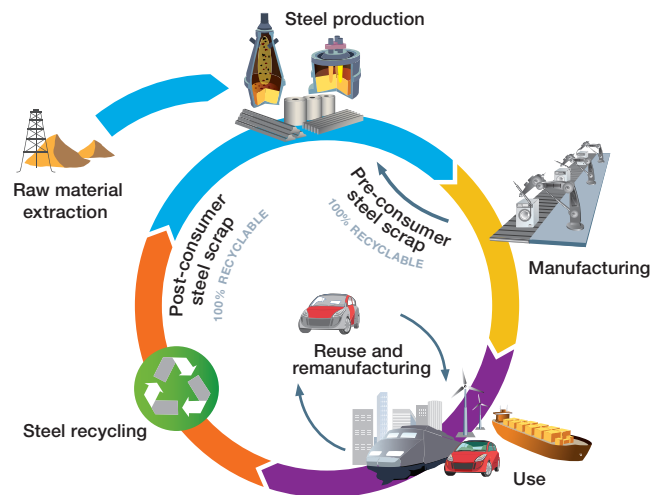 Steel production
Raw material
extraction
Pre-consumer
steel scrap
100% RECYCLABLE
Post-consumer
steel scrap
100% RECYCLABLE
Manufacturing
Reuse and
remanufacturing
Steel recycling
Use